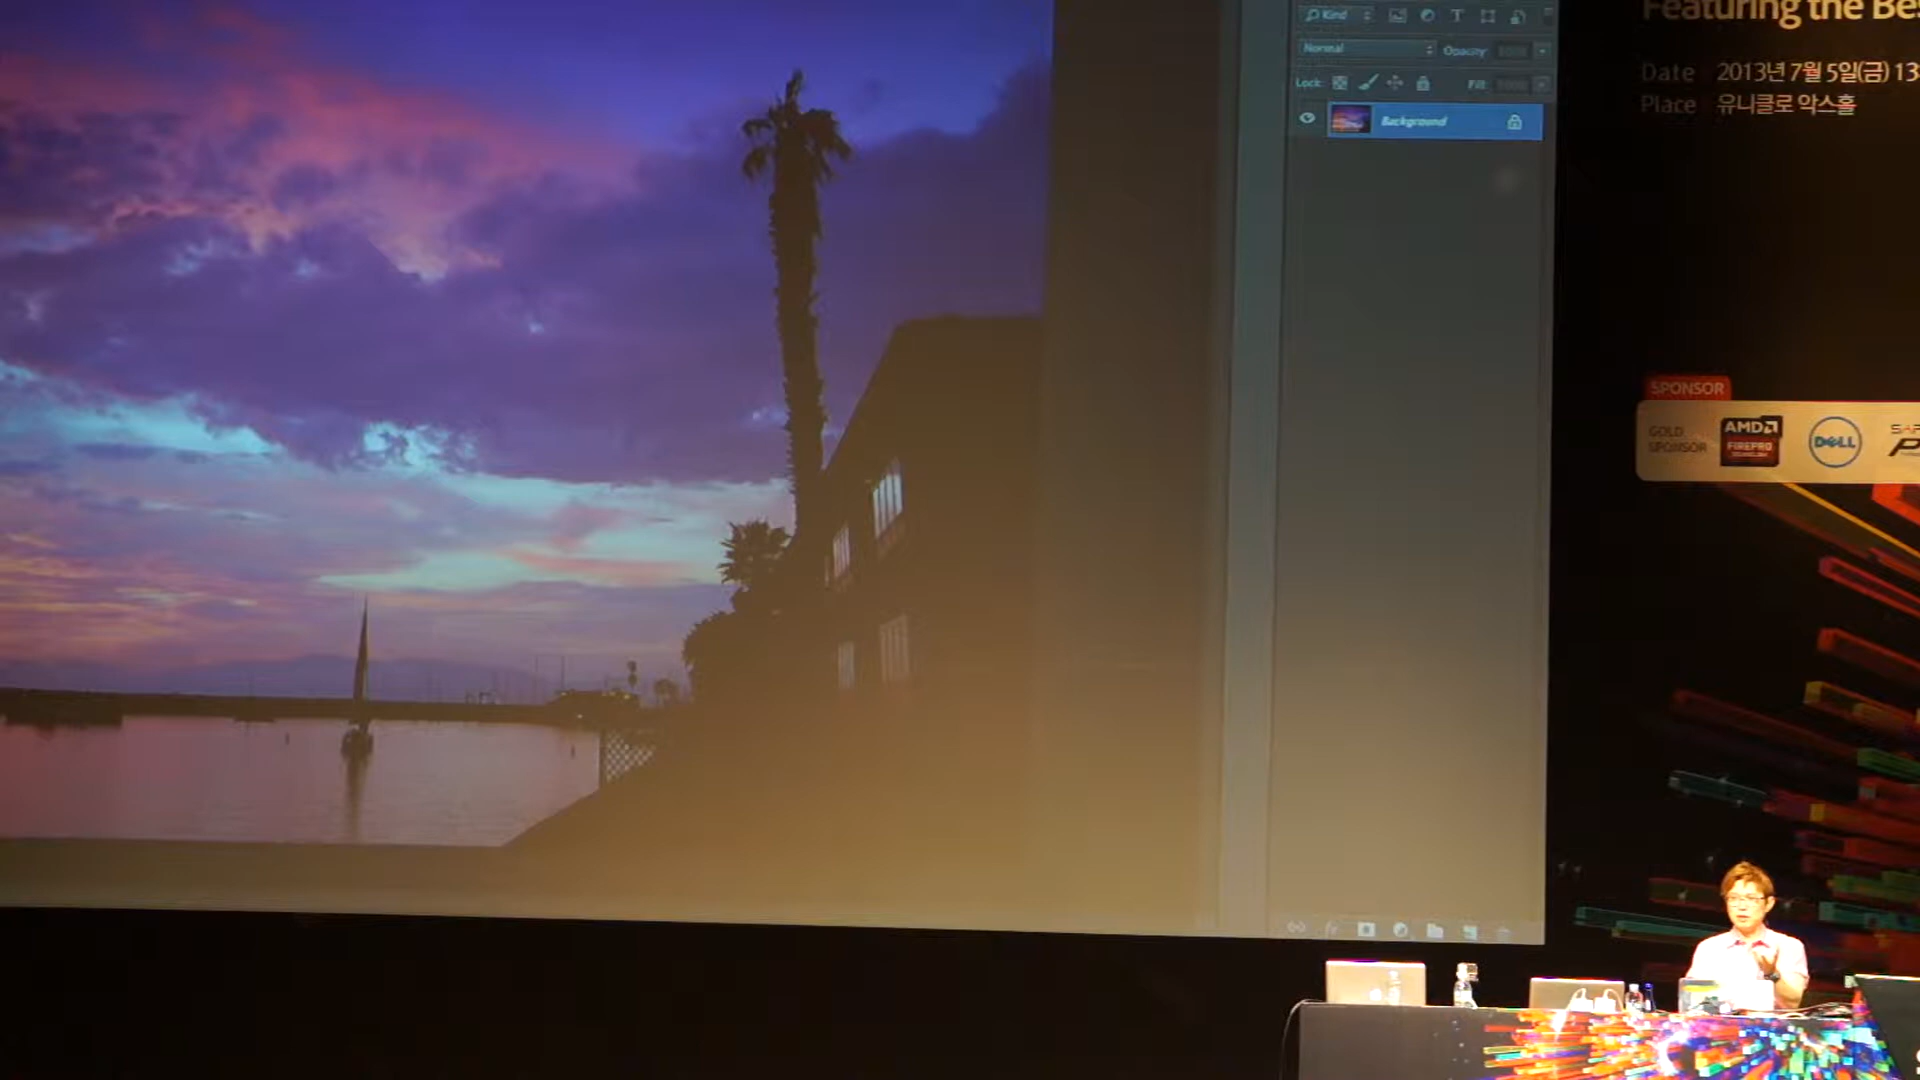 Kind
Normal
Opacity:
Lock:
Fill:
Background
Featuring the Be
Date 2013년 7월 5일(금) 13
Place 유니클로 악스홀
SPONSOR
GOLD
SPONSOR
AMD
FIREPRO
DELL